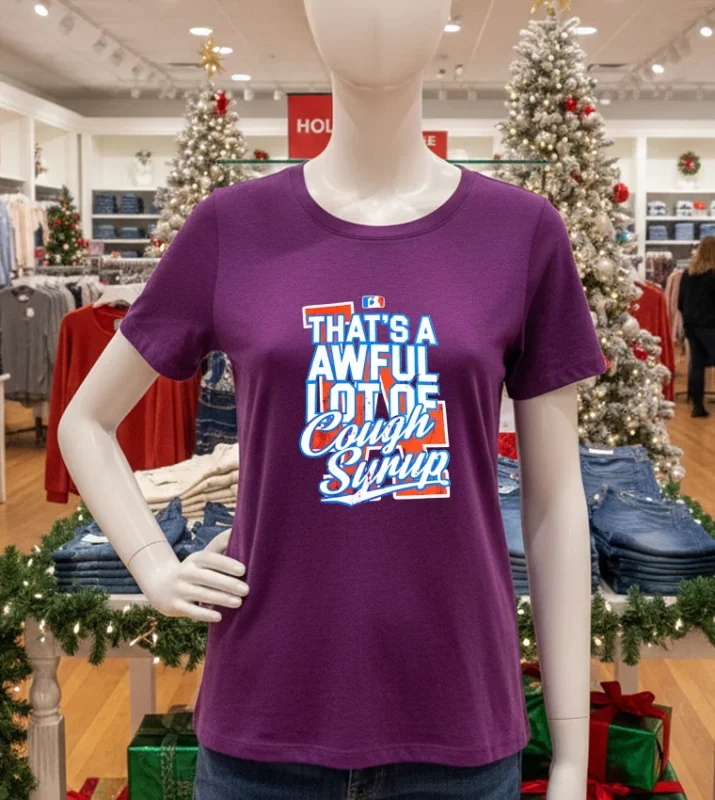 HOL
THAT'S A
AWFUL
LOT OF
Cough
Syrup